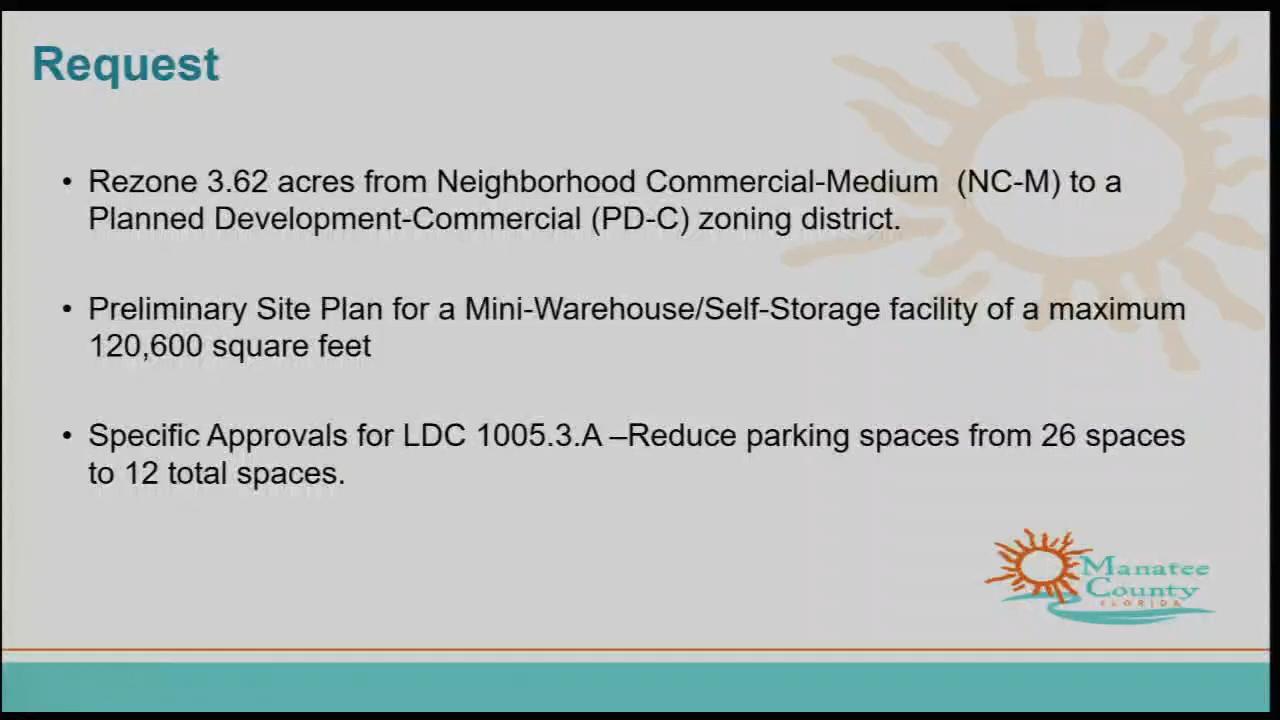 Request
• Rezone 3.62 acres from Neighborhood Commercial-Medium  (NC-M) to a
Planned Development-Commercial (PD-C) zoning district.
• Preliminary Site Plan for a Mini-Warehouse/Self-Storage facility of a maximum
120,600 square feet
• Specific Approvals for LDC 1005.3.A –Reduce parking spaces from 26 spaces
to 12 total spaces.
Manatee
County
FLORIDA